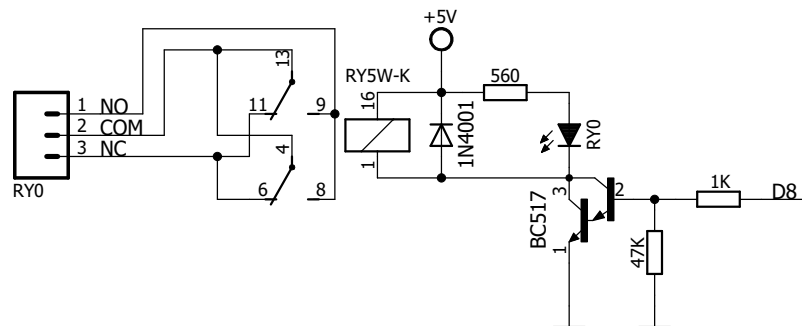 +5V
RY5W-K
560
13
16
1 NO
2 COM
3 NC
11
9
1N4001
RY0
1
4
6
8
RY0
BC517
3
2
1
1K
D8
47K